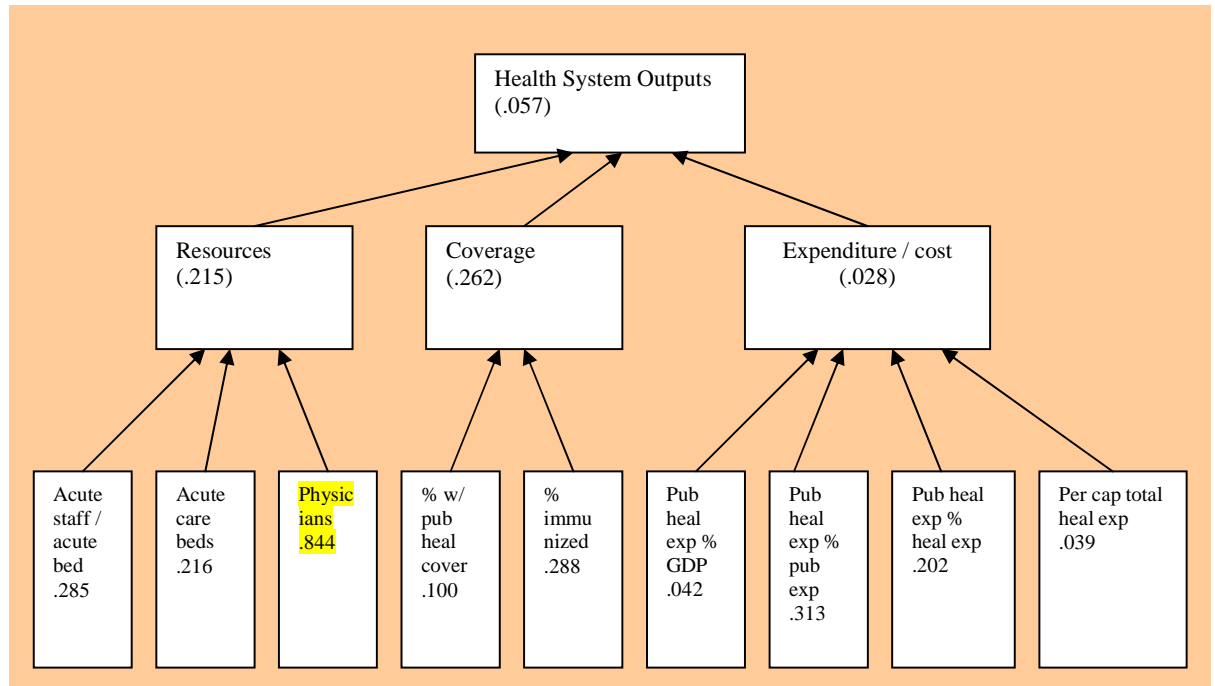 Health System Outputs
(.057)
Resources
(.215)
Coverage
(.262)
Expenditure / cost
(.028)
Acute
staff /
acute
bed
.285
Acute
care
beds
.216
Physic
ians
.844
% w/
pub
heal
cover
.100
%
immu
nized
.288
Pub
heal
exp %
GDP
.042
Pub
heal
exp %
pub
exp
.313
Pub heal
exp %
heal exp
.202
Per cap total
heal exp
.039